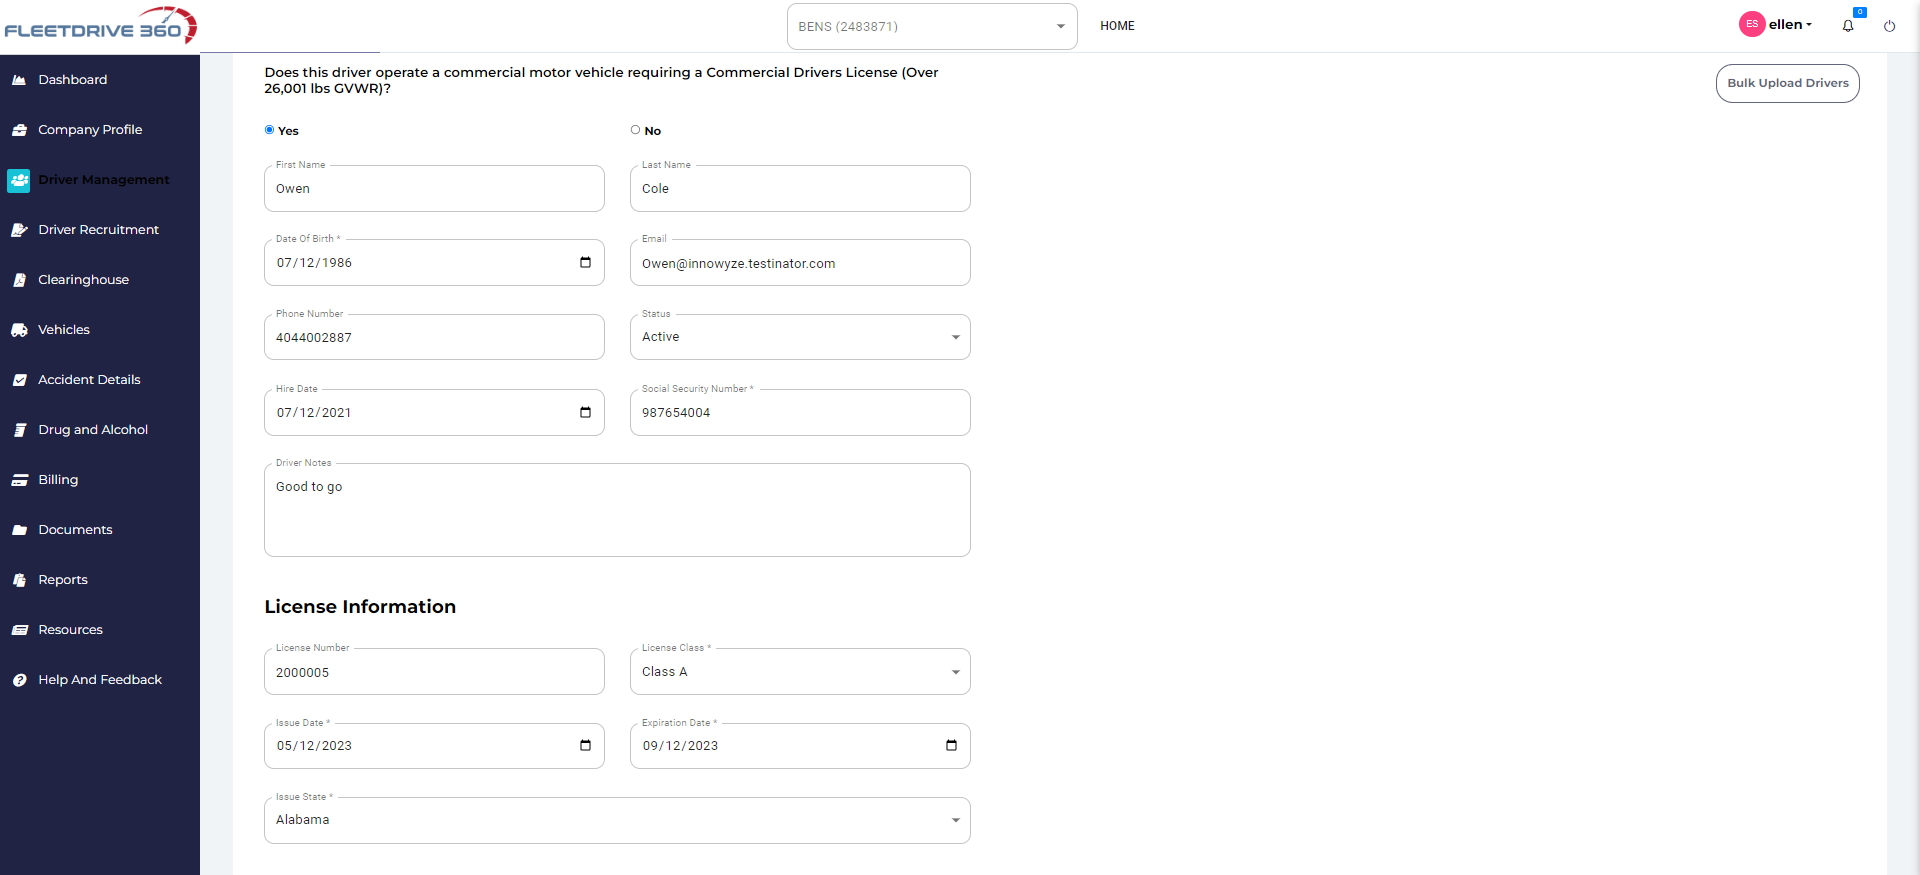 FLEETDRIVE 360
BENS (2483871)
HOME
ES
ellen
0
Dashboard
Company Profile
Driver Management
Driver Recruitment
Clearinghouse
Vehicles
Accident Details
Drug and Alcohol
Billing
Documents
Reports
Resources
Help And Feedback
Does this driver operate a commercial motor vehicle requiring a Commercial Drivers License (Over
26,001 lbs GVWR)?
Bulk Upload Drivers
Yes
No
First Name
Owen
Last Name
Cole
Date Of Birth *
07/12/1986
Email
Owen@innowyze.testinator.com
Phone Number
4044002887
Status
Active
Hire Date
07/12/2021
Social Security Number *
987654004
Driver Notes
Good to go
License Information
License Number
2000005
License Class *
Class A
Issue Date *
05/12/2023
Expiration Date *
09/12/2023
Issue State *
Alabama